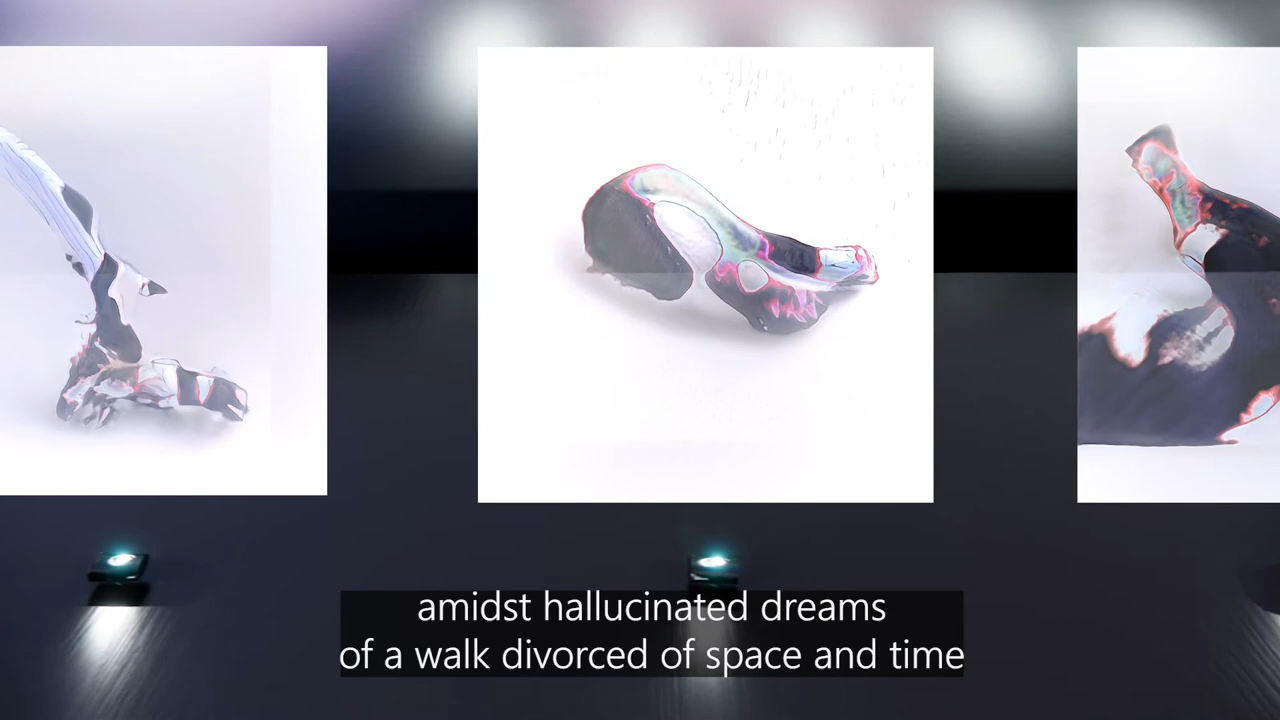 amidst hallucinated dreams
of a walk divorced of space and time